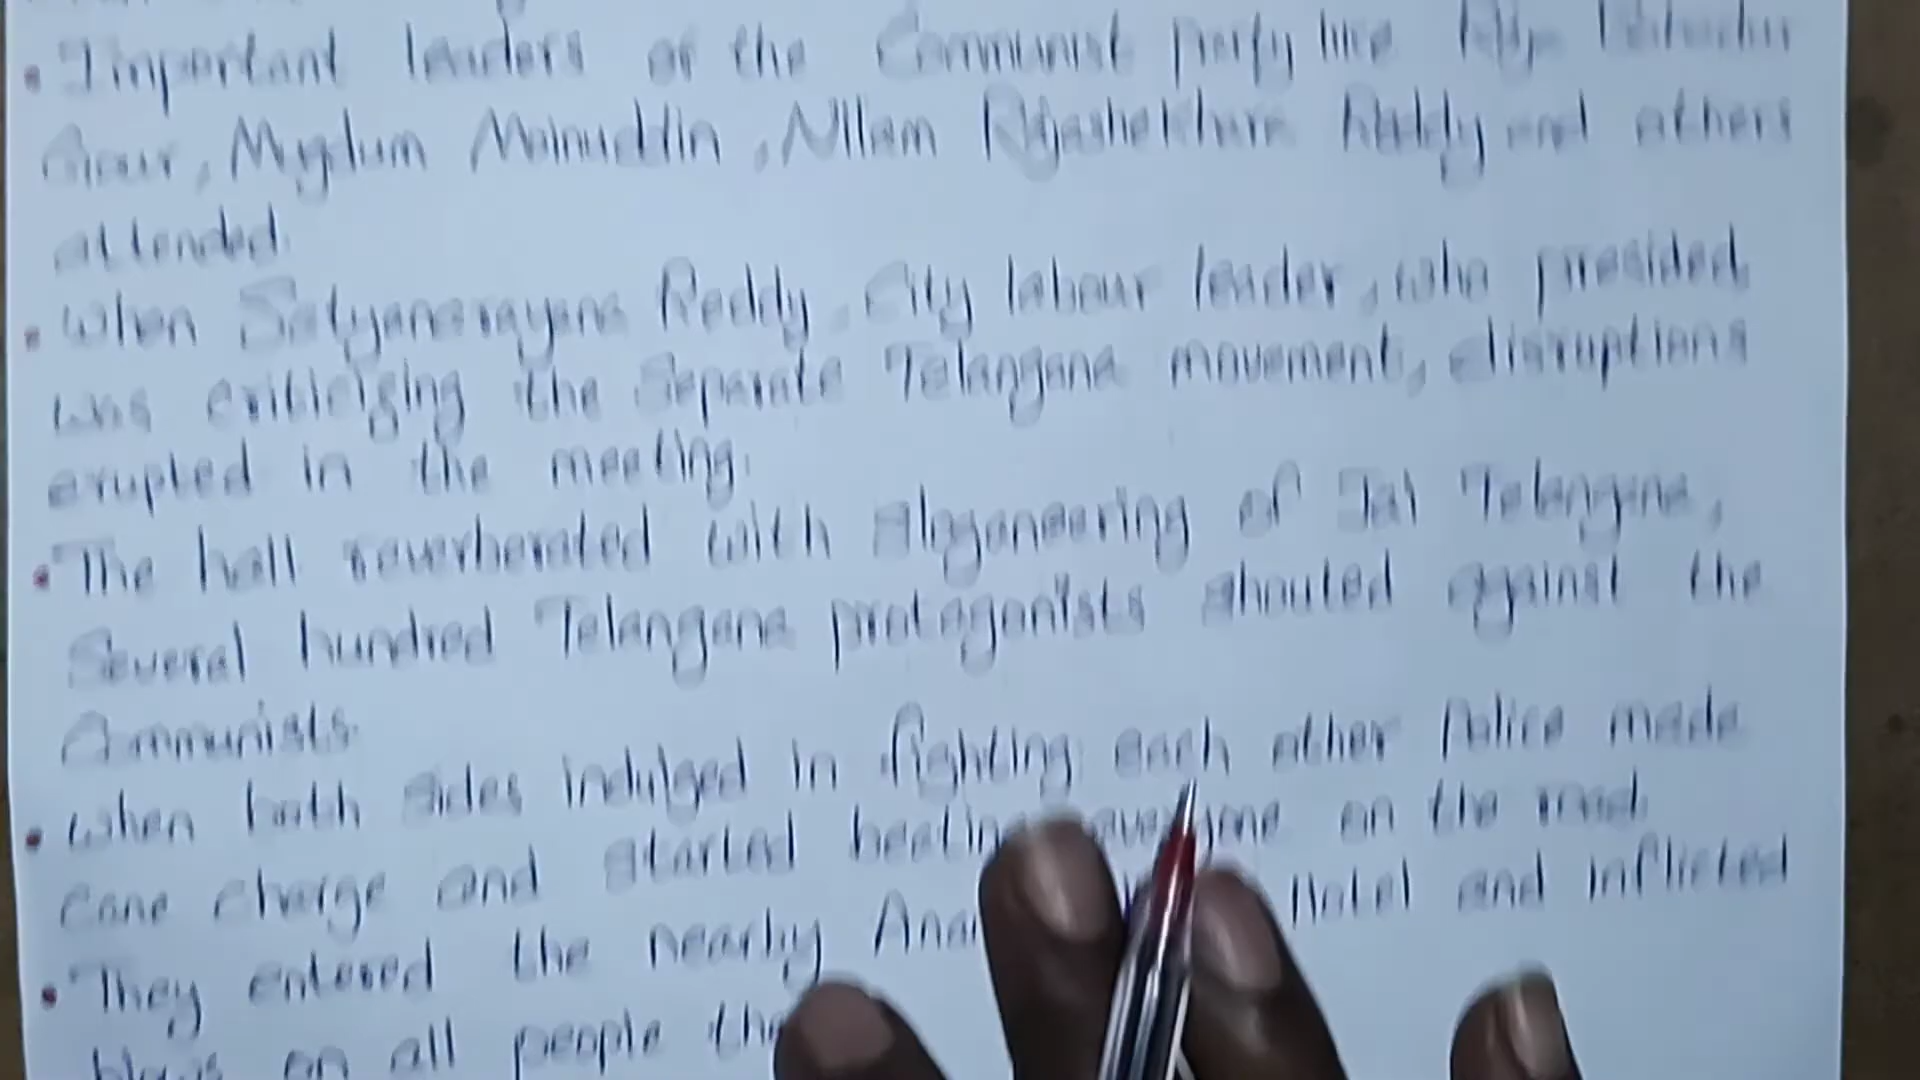 • Important leaders of the Communist party like Raja Bahadur
Gour, Mugdum Moinuddin, Nllam Rajashekhara Reddy and others
attended.
• When Satyanarayana Reddy, City labour leader, who presided,
was criticizing the separate Telangana movement, disruptions
erupted in the meeting.
• The hall reverberated with sloganeering of Jai Telangana,
Several hundred Telangana protagonists shouted against the
Communists.
• When both sides indulged in fighting each other Police made
cane charge and started beating everyone on the road.
• They entered the nearby Hotel and inflicted
blows on all people